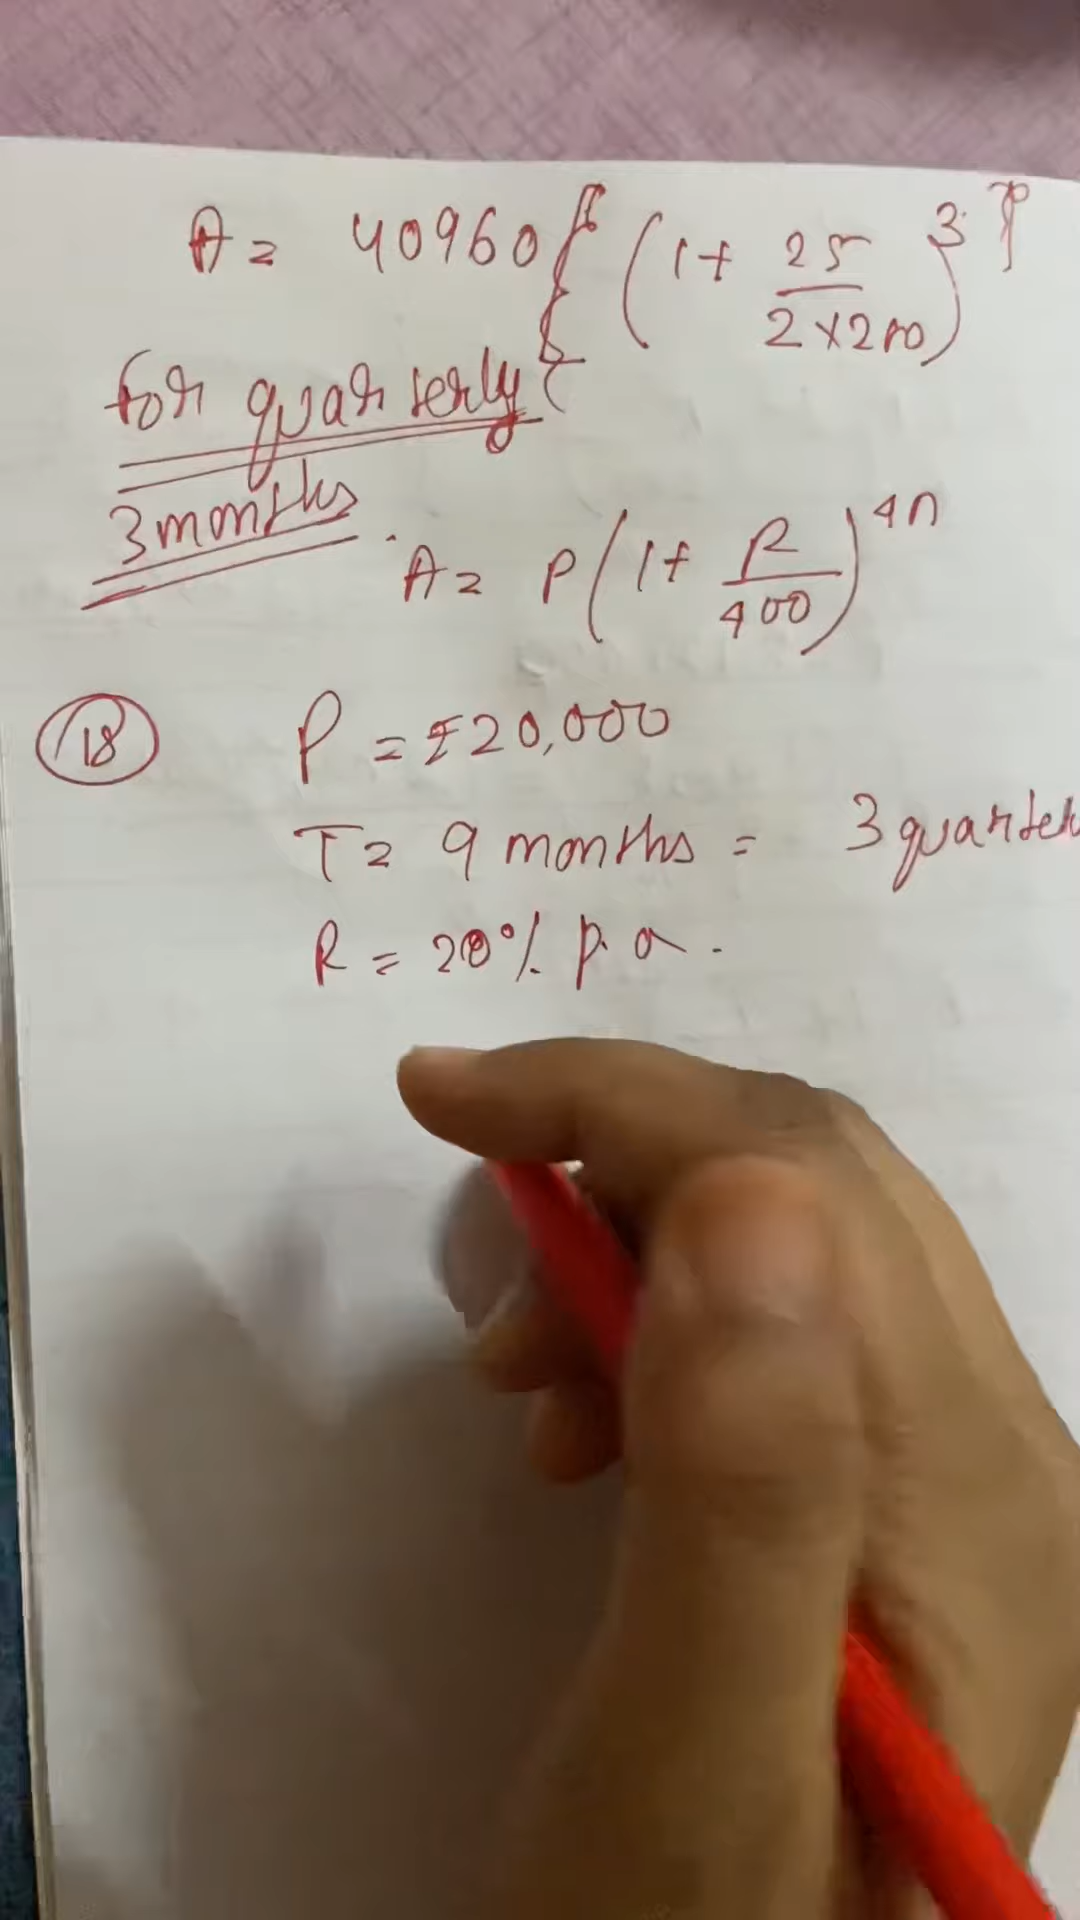 A = 40960 { ( 1 + 25 / 2 × 200 )^3 }
for quarterly
3 months
A = P ( 1 + R / 400 )^4n
18 P = ₹20,000
T = 9 months = 3 quarter
R = 20% p.a.